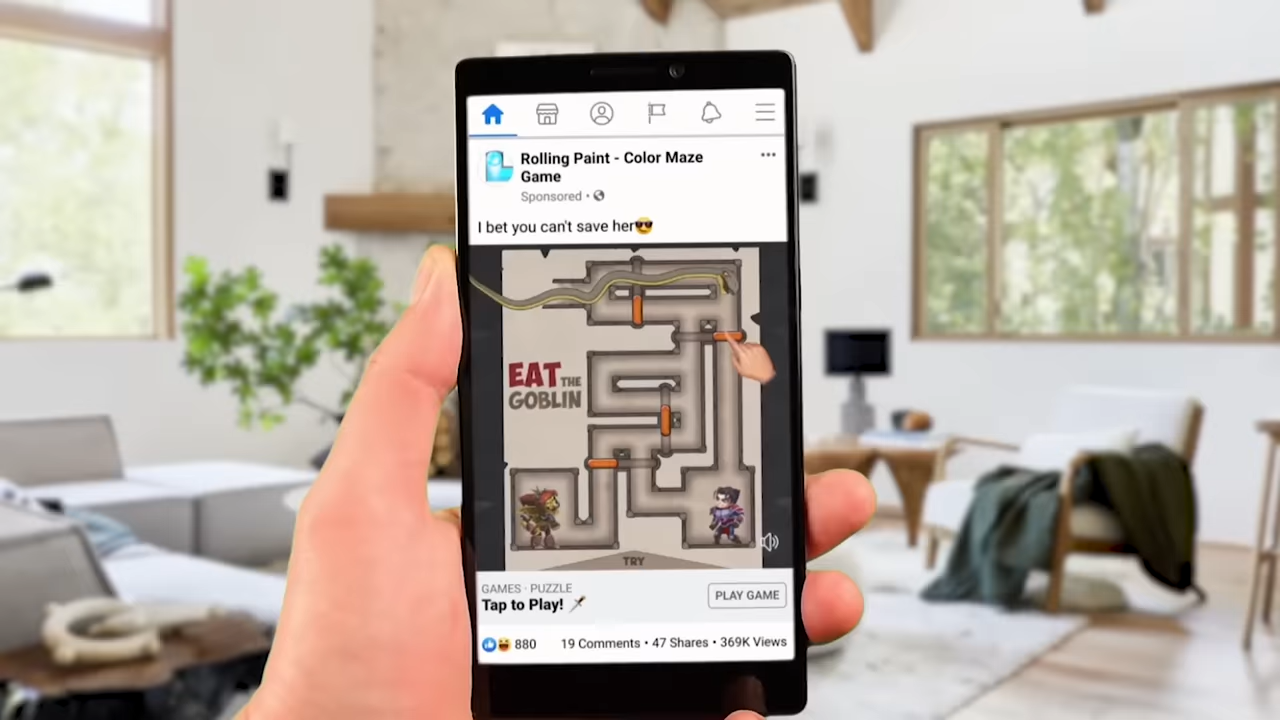 Rolling Paint - Color Maze
Game
Sponsored •
I bet you can't save her😎
EAT THE
GOBLIN
TRY
GAMES · PUZZLE
Tap to Play! 🗡️
PLAY GAME
880
19 Comments • 47 Shares • 369K Views